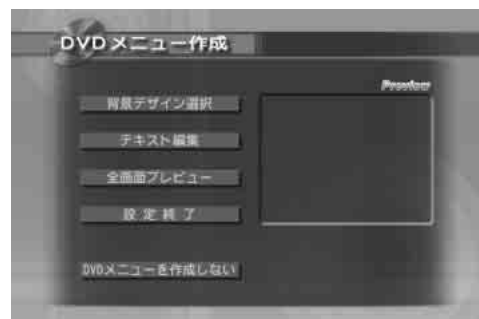 DVDメニュー作成
Preview
背景デザイン選択
テキスト編集
全画面プレビュー
設定終了
DVDメニューを作成しない